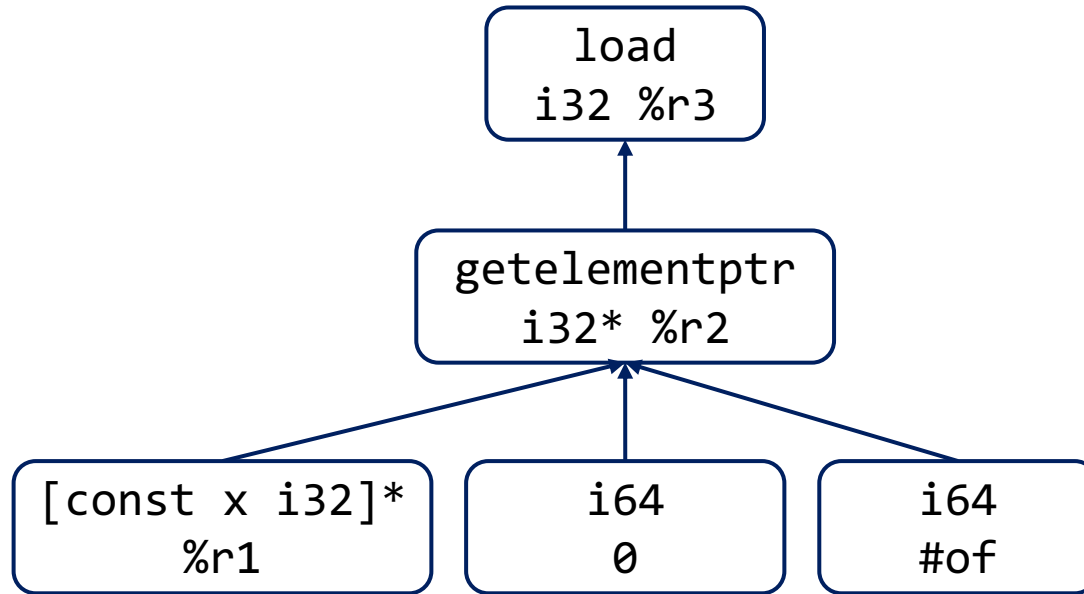 load
i32 %r3
getelementptr
i32* %r2
[const x i32]*
%r1
i64
0
i64
#of